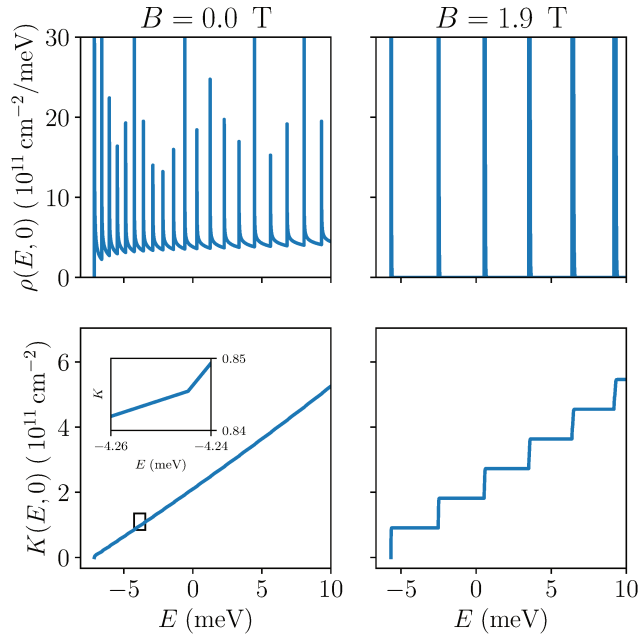 B = 0.0 T
B = 1.9 T
ρ(E, 0) (10¹¹ cm⁻²/meV)
30
20
10
0
−5 0 5 10
−5 0 5 10
K(E, 0) (10¹¹ cm⁻²)
6
4
2
0
K
0.85
0.84
−4.26 −4.24
E (meV)
E (meV)
E (meV)